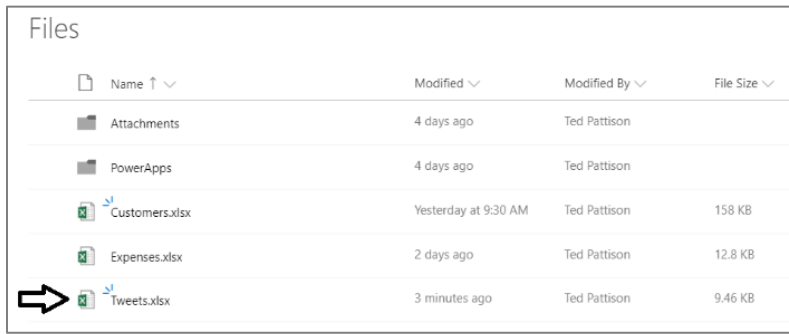 Files
Name ↑ Modified Modified By File Size
Attachments 4 days ago Ted Pattison
PowerApps 4 days ago Ted Pattison
Customers.xlsx Yesterday at 9:30 AM Ted Pattison 158 KB
Expenses.xlsx 2 days ago Ted Pattison 12.8 KB
Tweets.xlsx 3 minutes ago Ted Pattison 9.46 KB